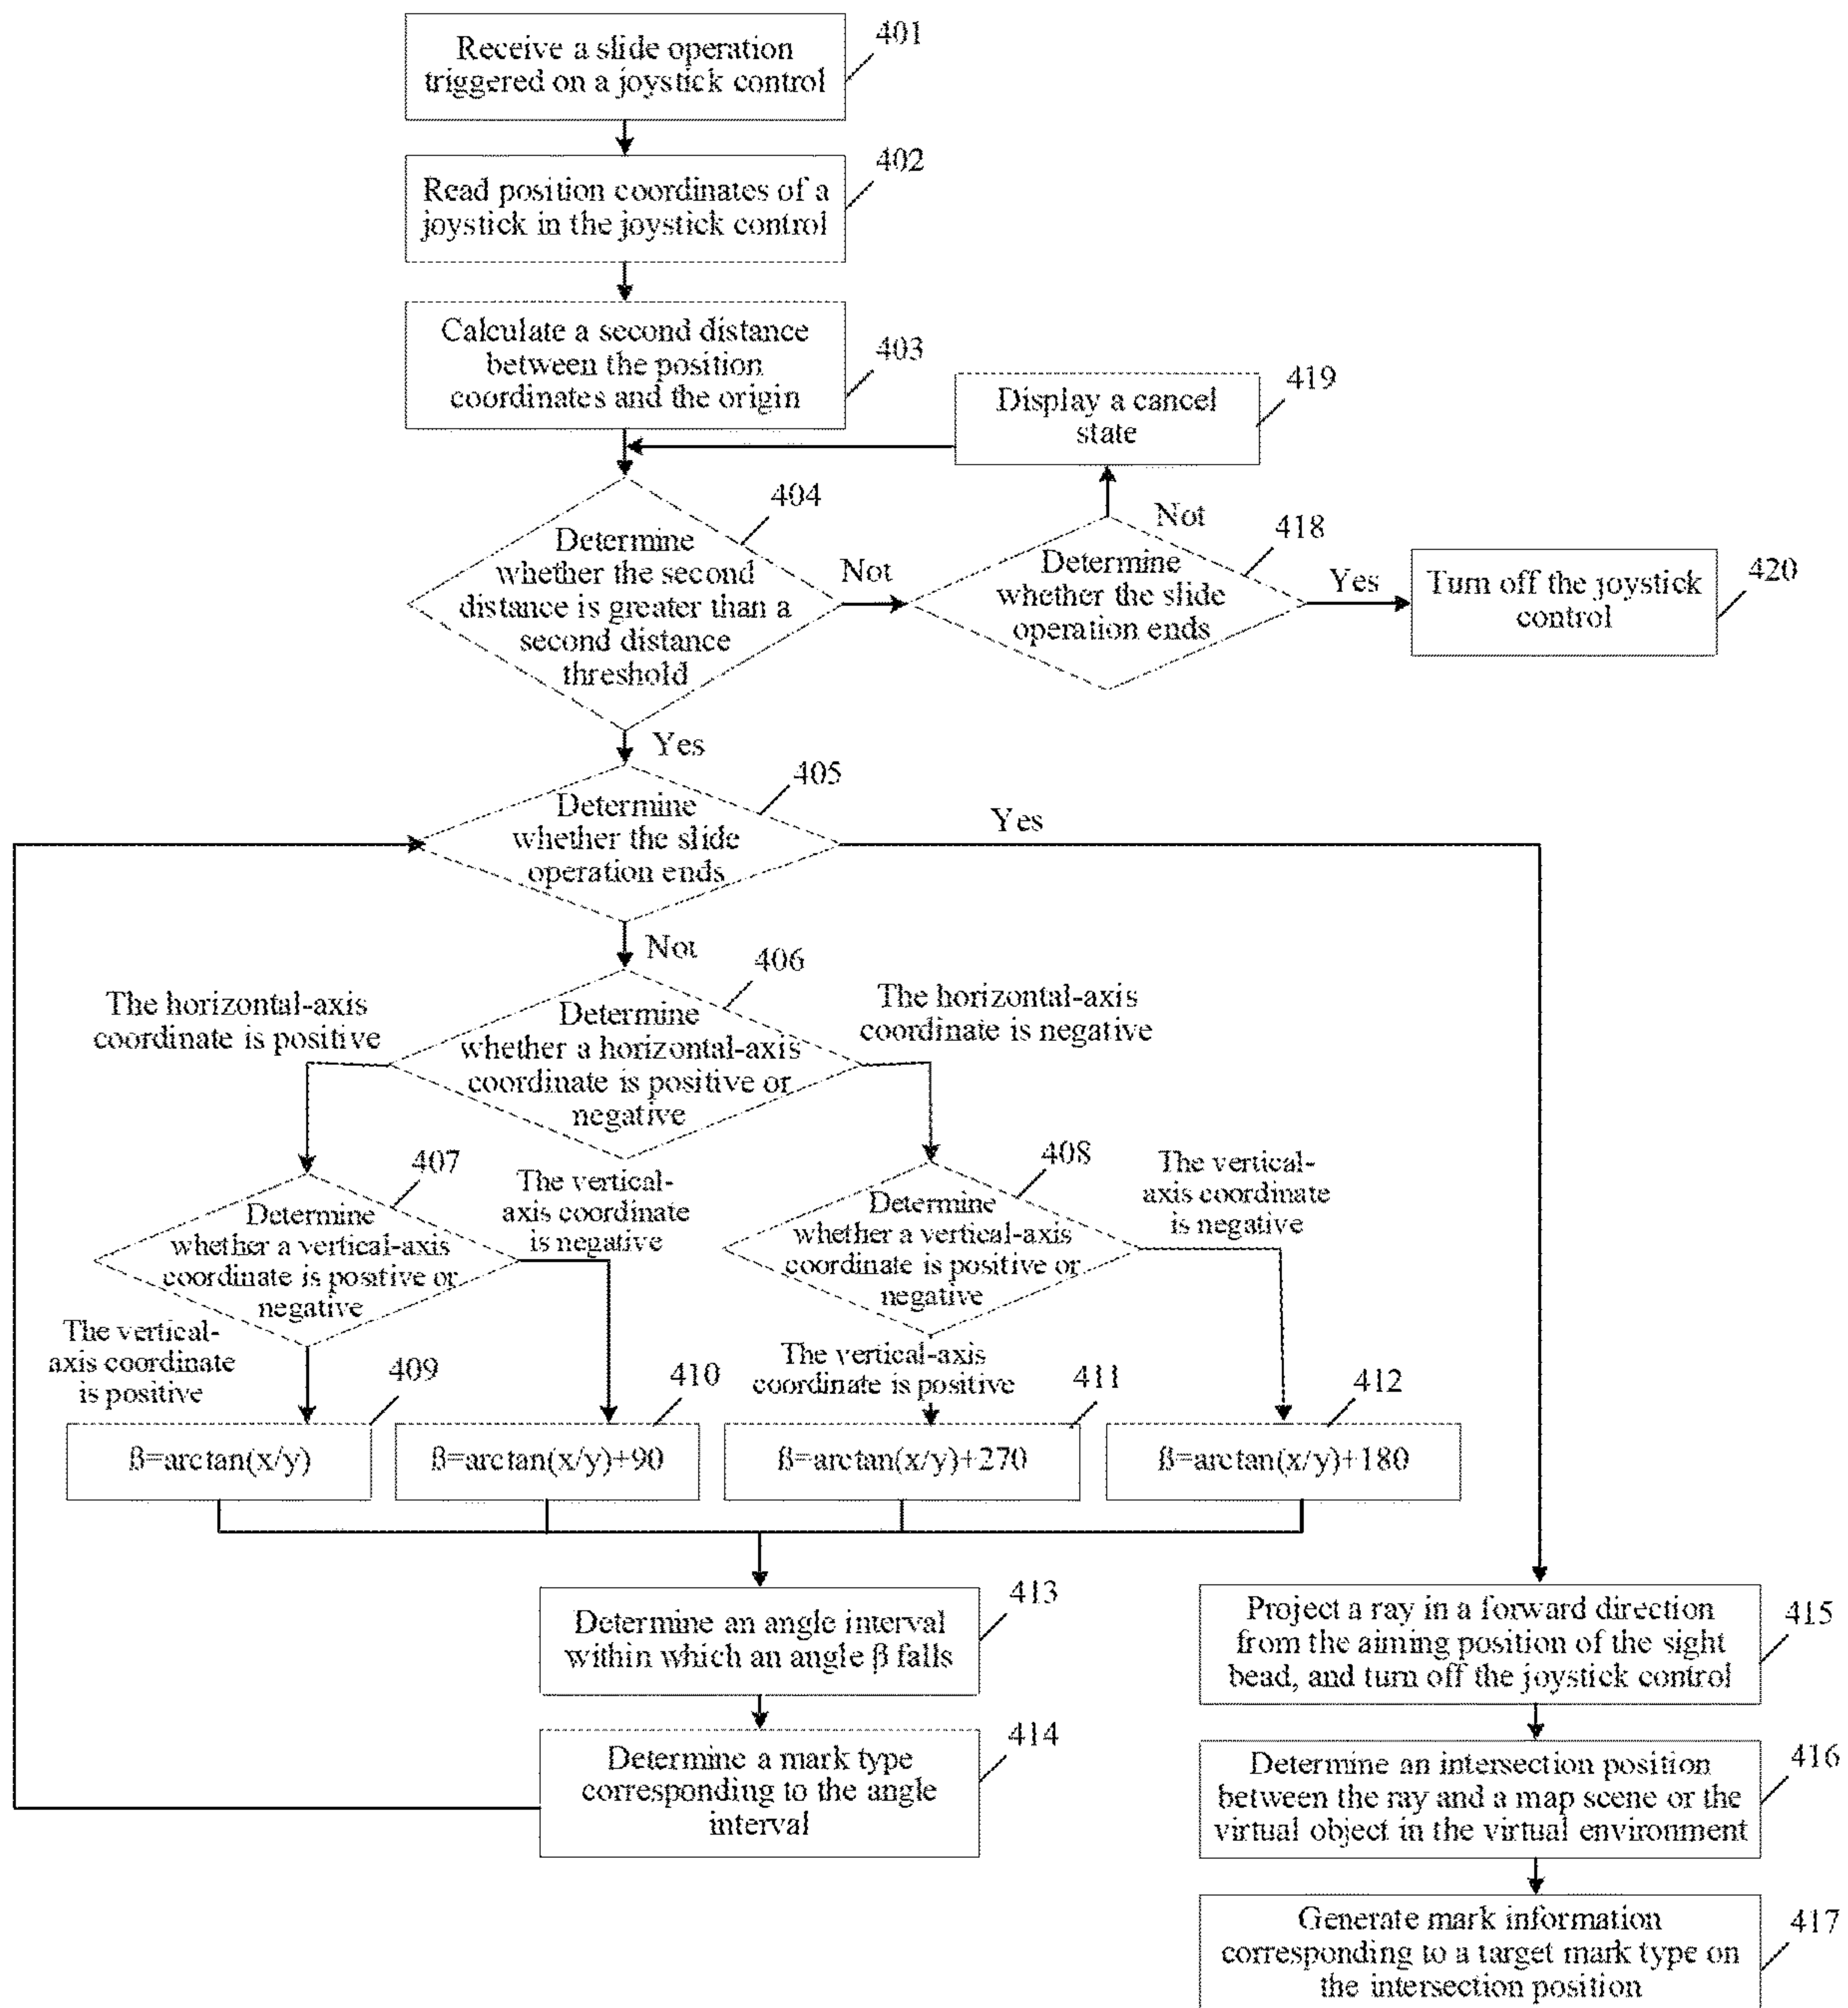 Receive a slide operation
triggered on a joystick control
401
Read position coordinates of a
joystick in the joystick control
402
Calculate a second distance
between the position
coordinates and the origin
403
Display a cancel
state
419
Determine
whether the second
distance is greater than a
second distance
threshold
404
Not
Determine
whether the slide
operation ends
418
Not
Yes
Turn off the joystick
control
420
Yes
Determine
whether the slide
operation ends
405
Yes
Not
Determine
whether a horizontal-axis
coordinate is positive or
negative
406
The horizontal-axis
coordinate is positive
The horizontal-axis
coordinate is negative
Determine
whether a vertical-axis
coordinate is positive or
negative
407
The vertical-
axis coordinate
is negative
Determine
whether a vertical-axis
coordinate is positive or
negative
408
The vertical-
axis coordinate
is negative
The vertical-
axis coordinate
is positive
The vertical-axis
coordinate is positive
409
410
411
412
ß=arctan(x/y)
ß=arctan(x/y)+90
ß=arctan(x/y)+270
ß=arctan(x/y)+180
Determine an angle interval
within which an angle β falls
413
Determine a mark type
corresponding to the angle
interval
414
Project a ray in a forward direction
from the aiming position of the sight
bead, and turn off the joystick control
415
Determine an intersection position
between the ray and a map scene or the
virtual object in the virtual environment
416
Generate mark information
corresponding to a target mark type on
the intersection position
417